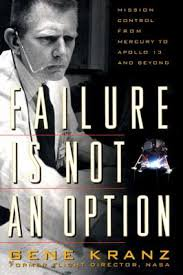 MISSION
CONTROL
FROM
MERCURY
TO
APOLLO 13
AND
BEYOND
FAILURE
IS NOT
AN OPTION
GENE KRANZ
FORMER FLIGHT DIRECTOR, NASA